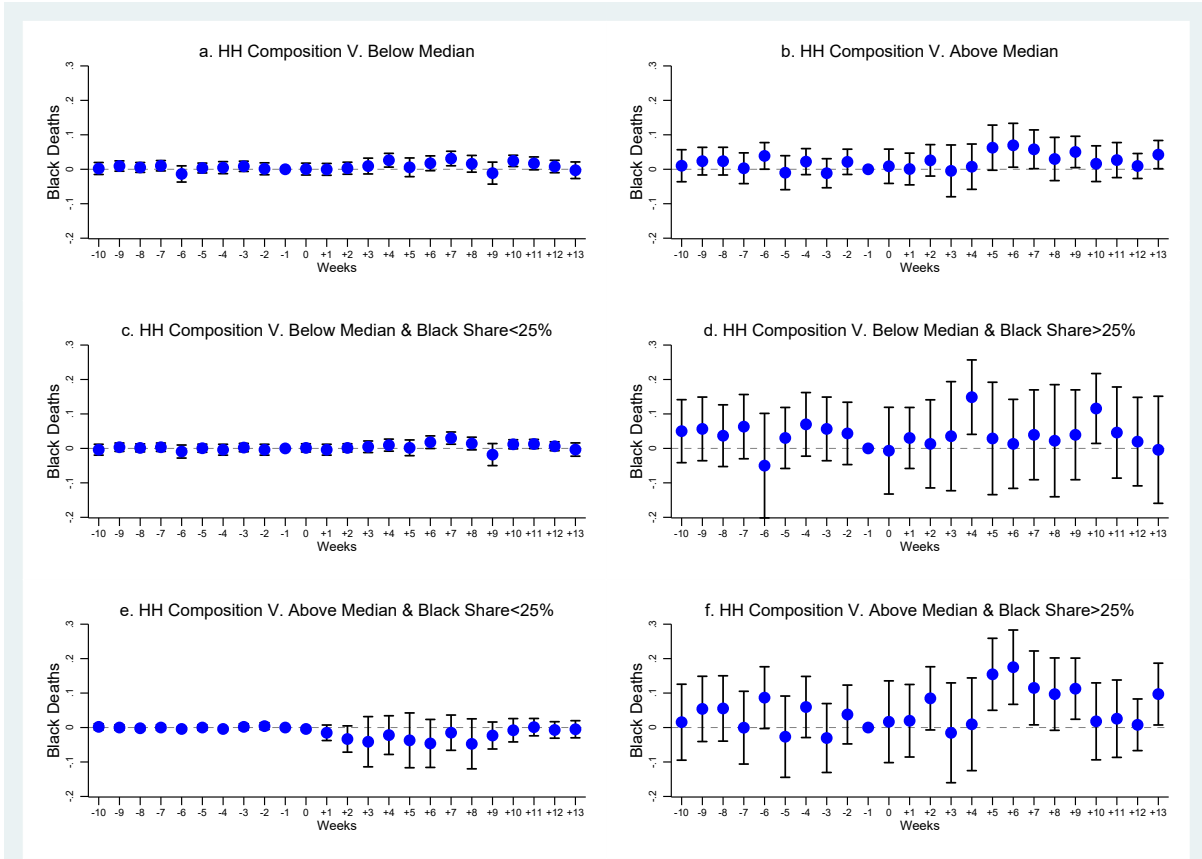 a. HH Composition V. Below Median
Black Deaths
.3
.2
.1
0
-.1
-.2
-10 -9 -8 -7 -6 -5 -4 -3 -2 -1 0 +1 +2 +3 +4 +5 +6 +7 +8 +9 +10 +11 +12 +13
Weeks
b. HH Composition V. Above Median
Black Deaths
.3
.2
.1
0
-.1
-.2
-10 -9 -8 -7 -6 -5 -4 -3 -2 -1 0 +1 +2 +3 +4 +5 +6 +7 +8 +9 +10 +11 +12 +13
Weeks
c. HH Composition V. Below Median & Black Share<25%
Black Deaths
.3
.2
.1
0
-.1
-.2
-10 -9 -8 -7 -6 -5 -4 -3 -2 -1 0 +1 +2 +3 +4 +5 +6 +7 +8 +9 +10 +11 +12 +13
Weeks
d. HH Composition V. Below Median & Black Share>25%
Black Deaths
.3
.2
.1
0
-.1
-.2
-10 -9 -8 -7 -6 -5 -4 -3 -2 -1 0 +1 +2 +3 +4 +5 +6 +7 +8 +9 +10 +11 +12 +13
Weeks
e. HH Composition V. Above Median & Black Share<25%
Black Deaths
.3
.2
.1
0
-.1
-.2
-10 -9 -8 -7 -6 -5 -4 -3 -2 -1 0 +1 +2 +3 +4 +5 +6 +7 +8 +9 +10 +11 +12 +13
Weeks
f. HH Composition V. Above Median & Black Share>25%
Black Deaths
.3
.2
.1
0
-.1
-.2
-10 -9 -8 -7 -6 -5 -4 -3 -2 -1 0 +1 +2 +3 +4 +5 +6 +7 +8 +9 +10 +11 +12 +13
Weeks